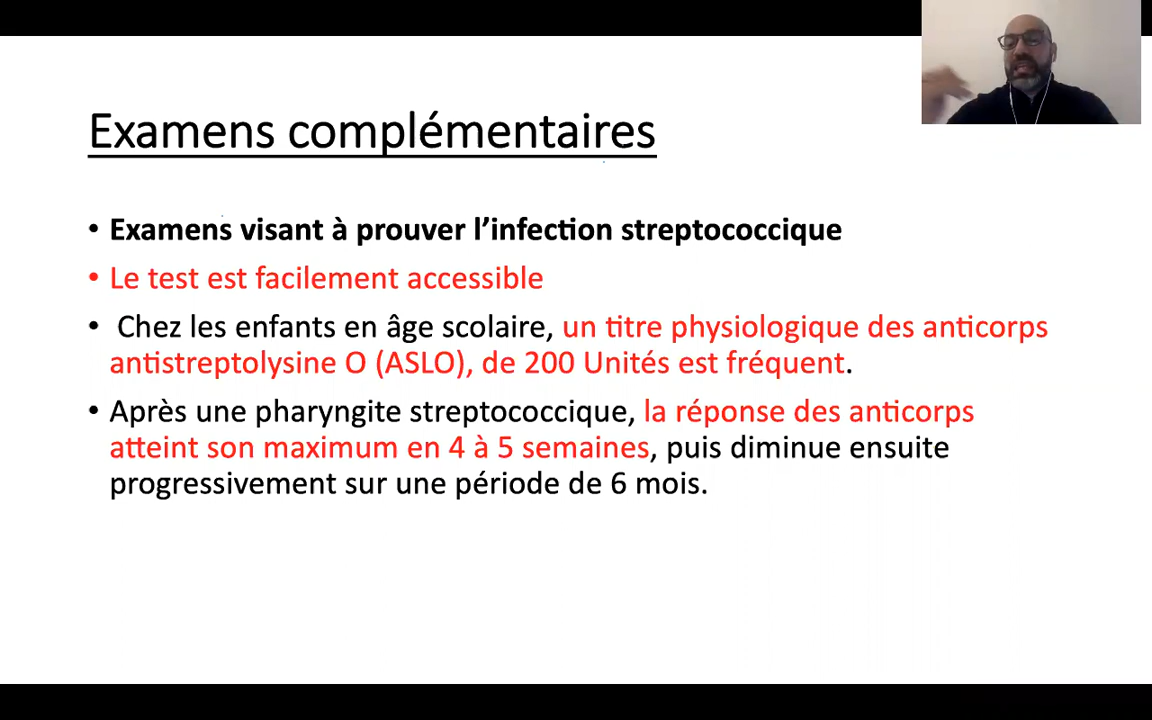 Examens complémentaires
• Examens visant à prouver l’infection streptococcique
• Le test est facilement accessible
• Chez les enfants en âge scolaire, un titre physiologique des anticorps
antistreptolysine O (ASLO), de 200 Unités est fréquent.
• Après une pharyngite streptococcique, la réponse des anticorps
atteint son maximum en 4 à 5 semaines, puis diminue ensuite
progressivement sur une période de 6 mois.